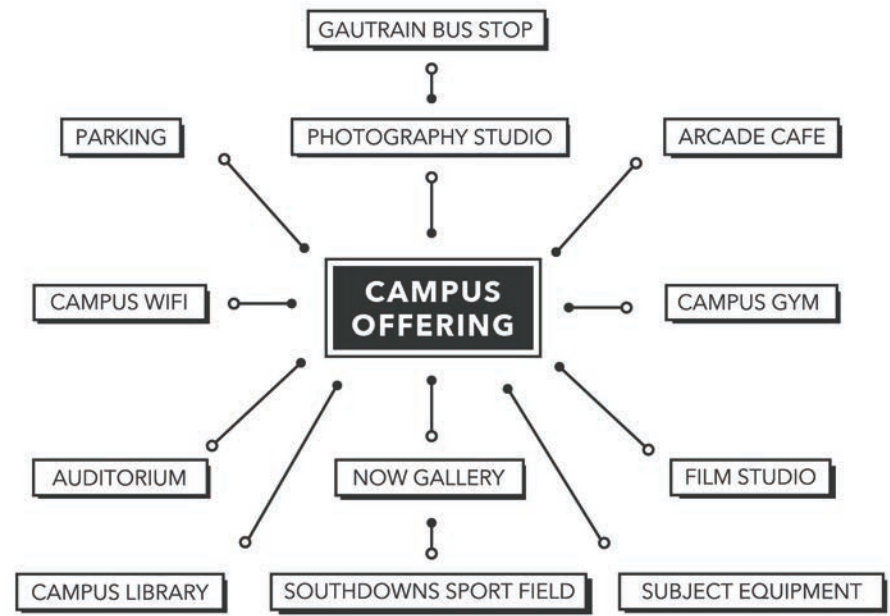 GAUTRAIN BUS STOP
PARKING
PHOTOGRAPHY STUDIO
ARCADE CAFE
CAMPUS WIFI
CAMPUS
OFFERING
CAMPUS GYM
AUDITORIUM
NOW GALLERY
FILM STUDIO
CAMPUS LIBRARY
SOUTHDOWNS SPORT FIELD
SUBJECT EQUIPMENT